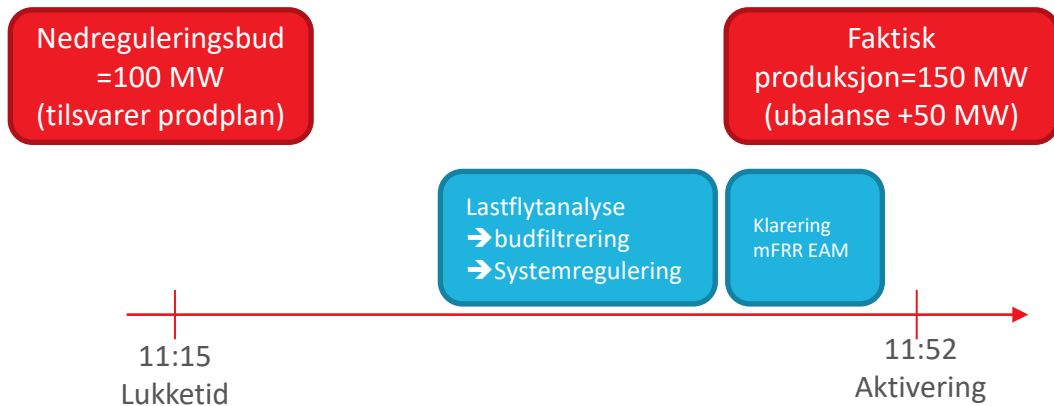 Nedreguleringsbud
=100 MW
(tilsvarer prodplan)
Faktisk
produksjon=150 MW
(ubalanse +50 MW)
Lastflytanalyse
➔budfiltrering
➔Systemregulering
Klarering
mFRR EAM
11:15
Lukketid
11:52
Aktivering